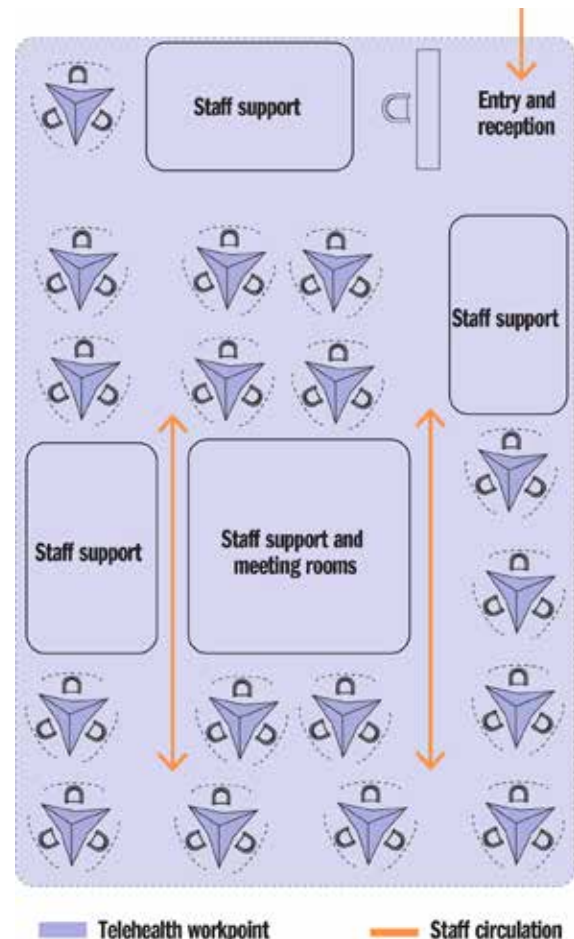 Staff support
Entry and
reception
Staff support
Staff support
Staff support and
meeting rooms
Telehealth workpoint
Staff circulation